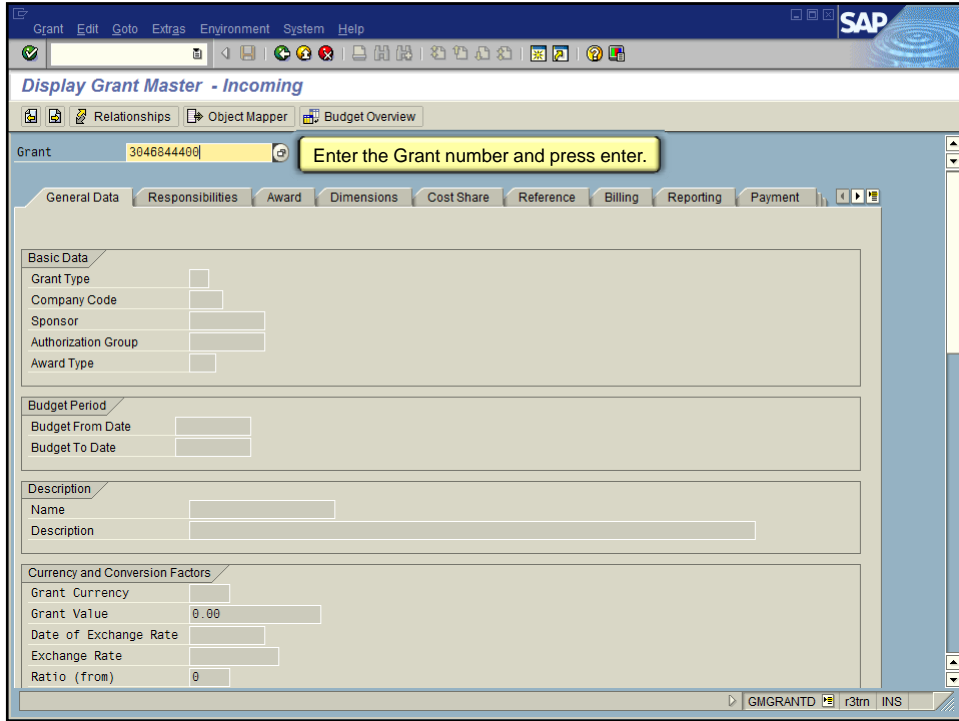 Grant Edit Goto Extras Environment System Help
SAP
Display Grant Master - Incoming
Relationships Object Mapper Budget Overview
Grant 3046844400
Enter the Grant number and press enter.
General Data Responsibilities Award Dimensions Cost Share Reference Billing Reporting Payment
Basic Data
Grant Type
Company Code
Sponsor
Authorization Group
Award Type
Budget Period
Budget From Date
Budget To Date
Description
Name
Description
Currency and Conversion Factors
Grant Currency
Grant Value 0.00
Date of Exchange Rate
Exchange Rate
Ratio (from) 0
GMGRANTD r3trn INS